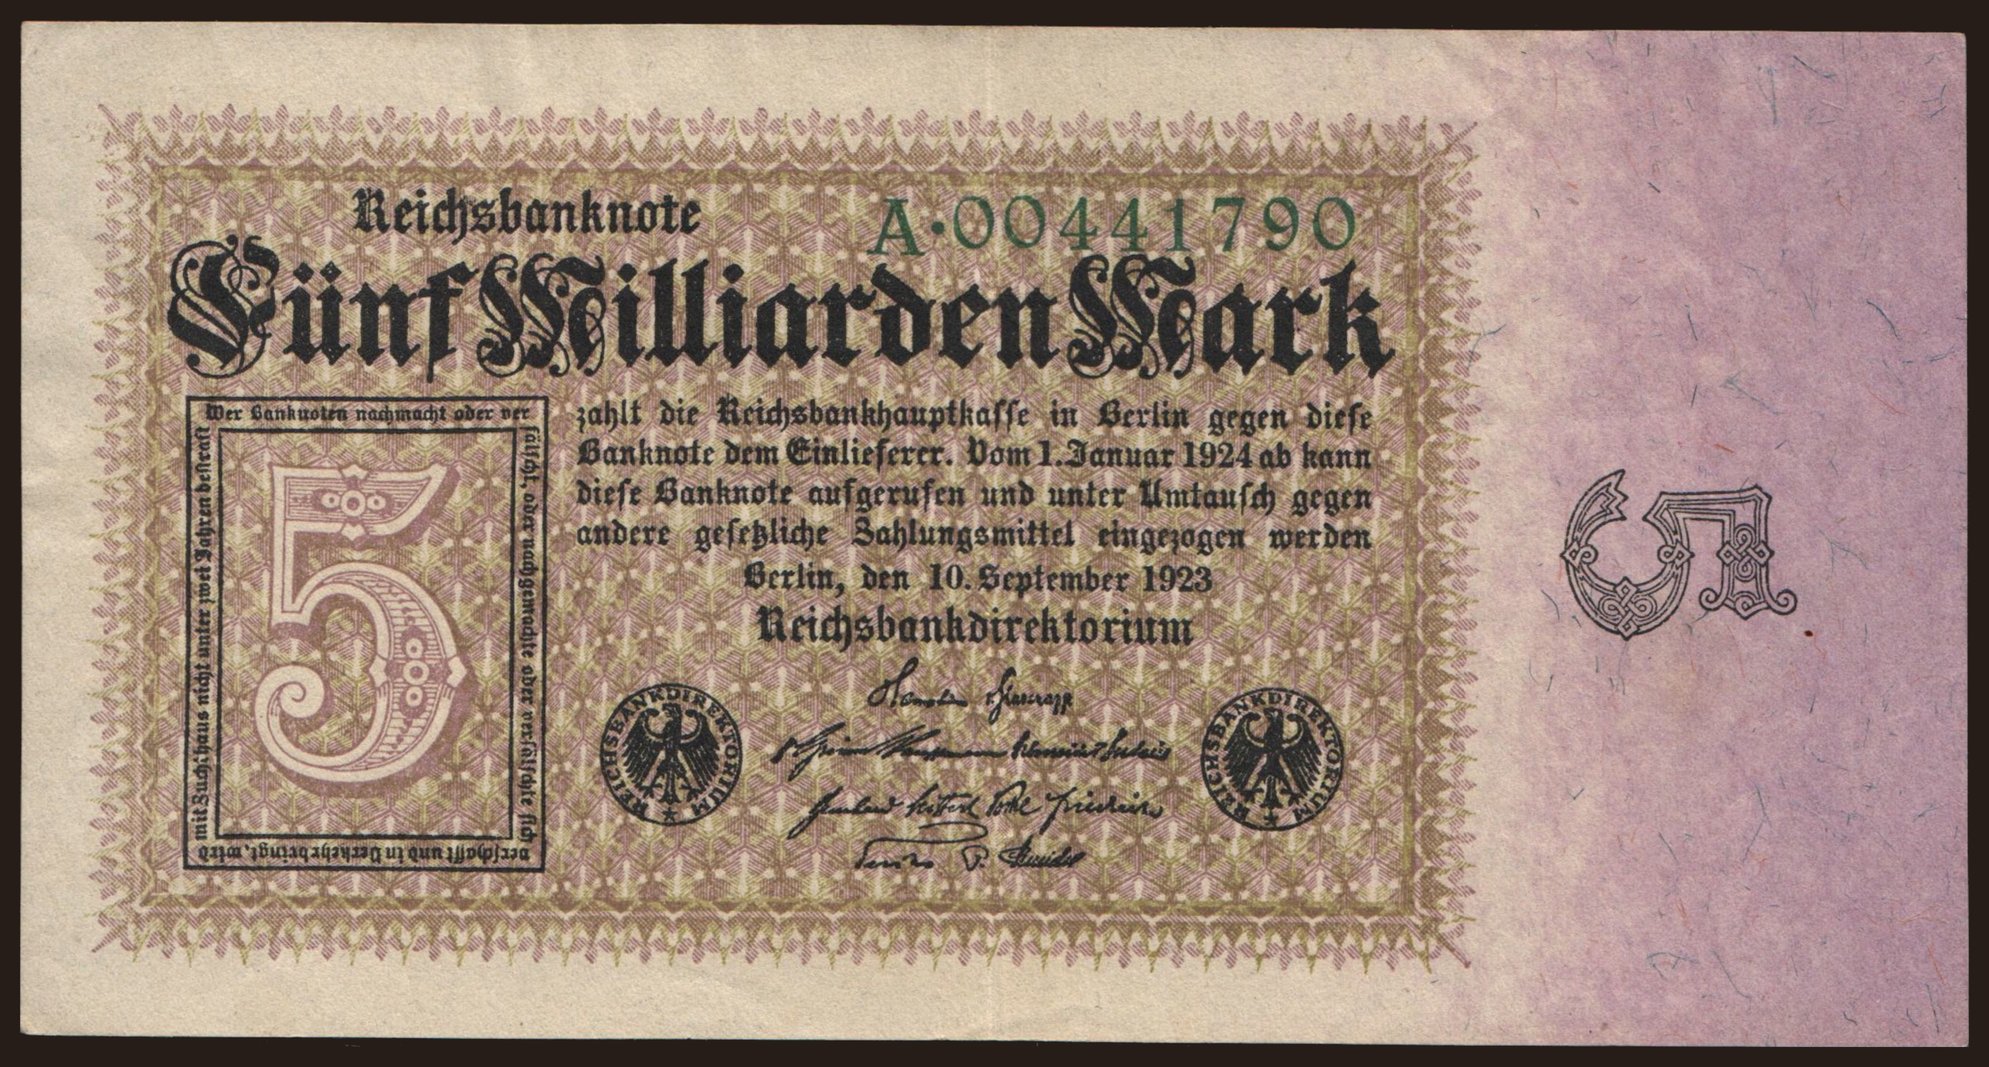 Reichsbanknote
A·00441790
Fünf Milliarden Mark
Wer Banknoten nachmacht oder ver
fälscht, oder nachgemachte oder verfälschte sich
verschafft und in Verkehr bringt, wird
mit Zuchthaus nicht unter zwei Jahren bestraft
5
zahlt die Reichsbankhauptkasse in Berlin gegen diese
Banknote dem Einlieferer. Vom 1. Januar 1924 ab kann
diese Banknote aufgerufen und unter Umtausch gegen
andere gesetzliche Zahlungsmittel eingezogen werden
Berlin, den 10. September 1923
Reichsbankdirektorium
REICHSBANKDIREKTORIUM
REICHSBANKDIREKTORIUM
5